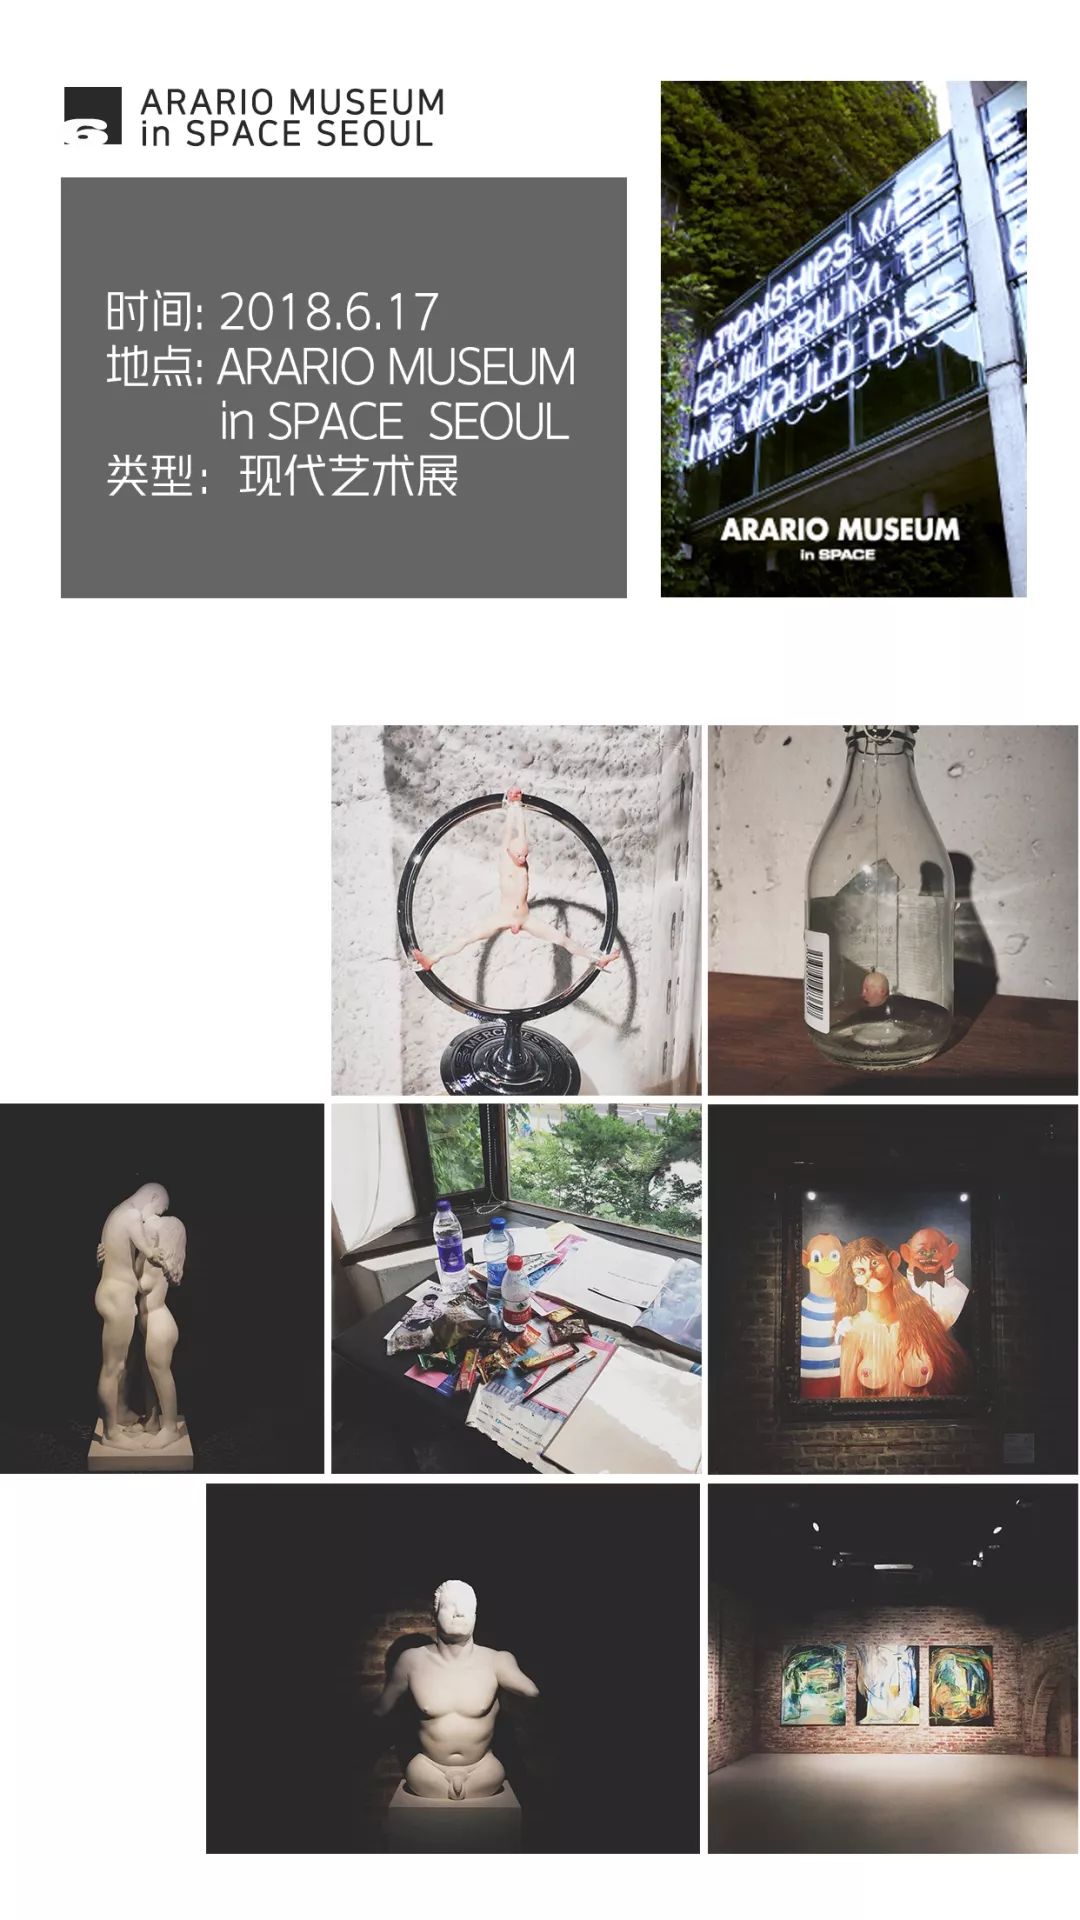 ARARIO MUSEUM
in SPACE SEOUL
时间: 2018.6.17
地点: ARARIO MUSEUM
in SPACE SEOUL
类型: 现代艺术展
ATIONSHIPS WER
EQUILIBRIUM, TH
ING WOULD DISS
ARARIO MUSEUM
in SPACE
MERCEDES